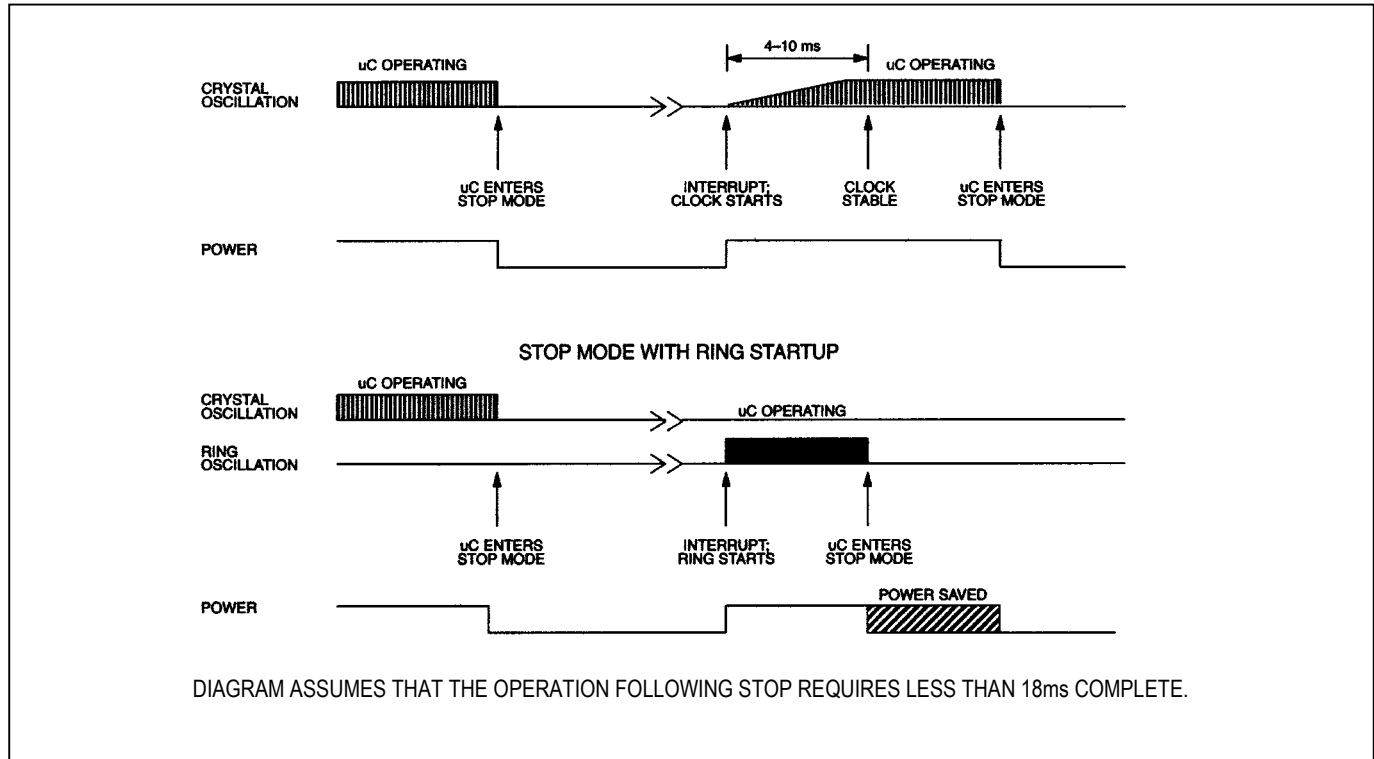 4–10 ms
uC OPERATING
uC OPERATING
CRYSTAL
OSCILLATION
uC ENTERS
STOP MODE
INTERRUPT;
CLOCK STARTS
CLOCK
STABLE
uC ENTERS
STOP MODE
POWER
STOP MODE WITH RING STARTUP
uC OPERATING
CRYSTAL
OSCILLATION
uC OPERATING
RING
OSCILLATION
uC ENTERS
STOP MODE
INTERRUPT;
RING STARTS
uC ENTERS
STOP MODE
POWER
POWER SAVED
DIAGRAM ASSUMES THAT THE OPERATION FOLLOWING STOP REQUIRES LESS THAN 18ms COMPLETE.